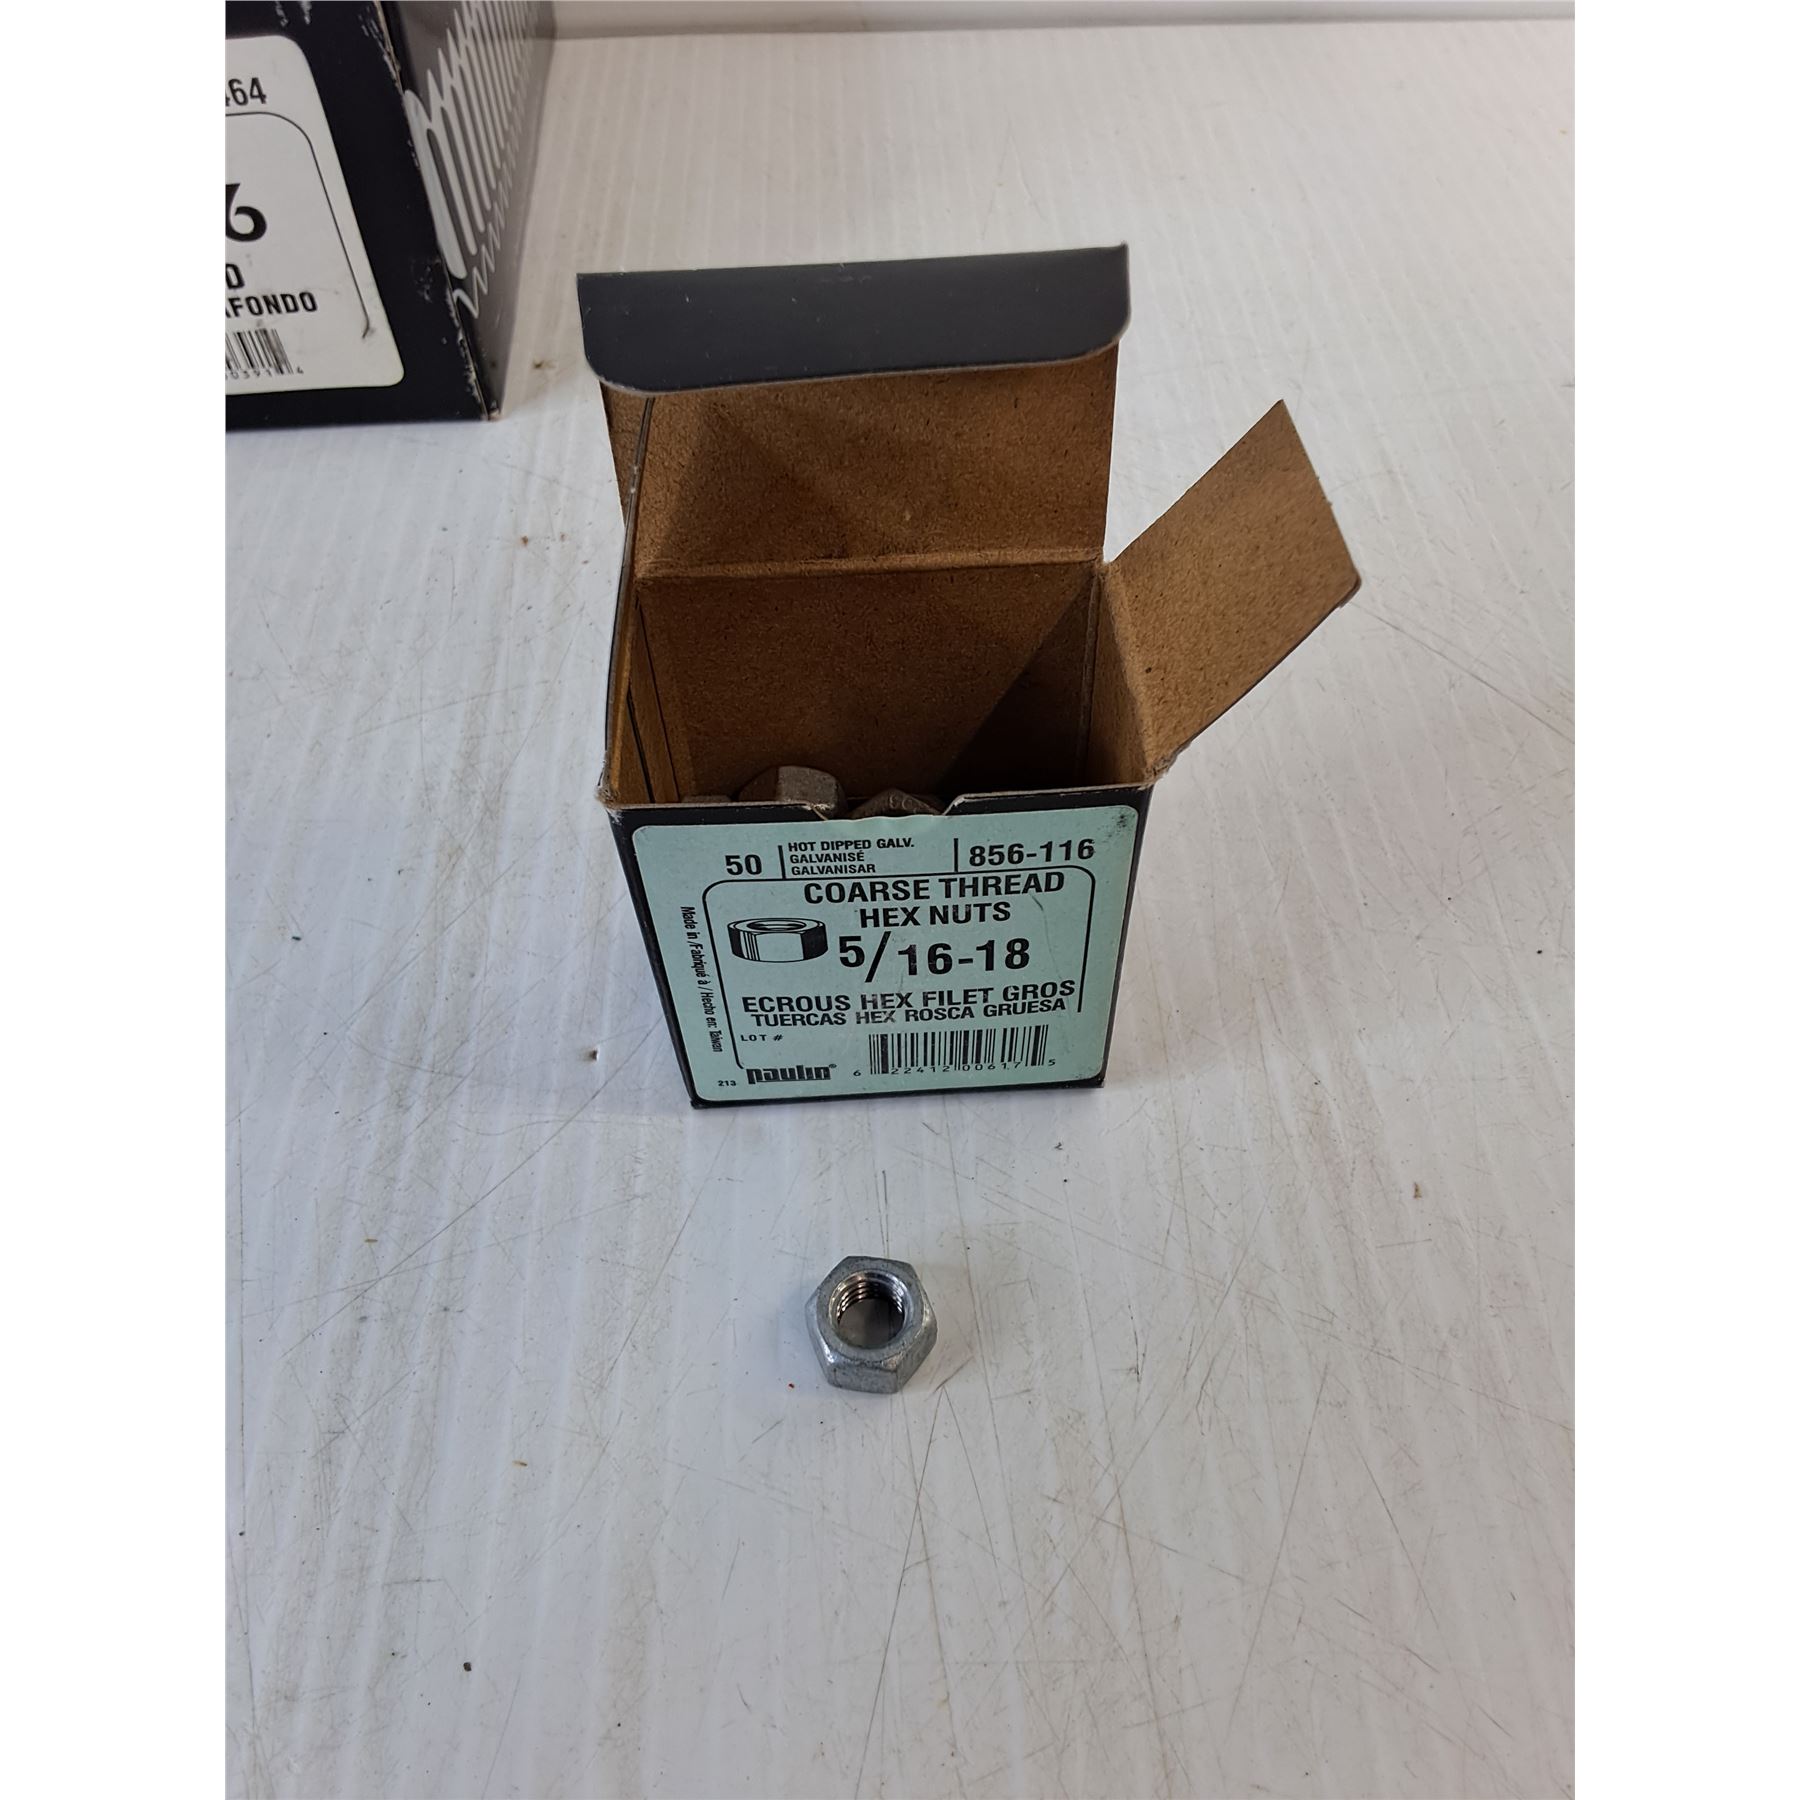 464
6
D
AFONDO
50
HOT DIPPED GALV.
GALVANISÉ
GALVANISAR
856-116
COARSE THREAD
HEX NUTS
5/16-18
ECROUS HEX FILET GROS
TUERCAS HEX ROSCA GRUESA
LOT #
Made in /Fabriqué à / Hecho en: Taiwan
213
paulin®
6 22412 00617 5